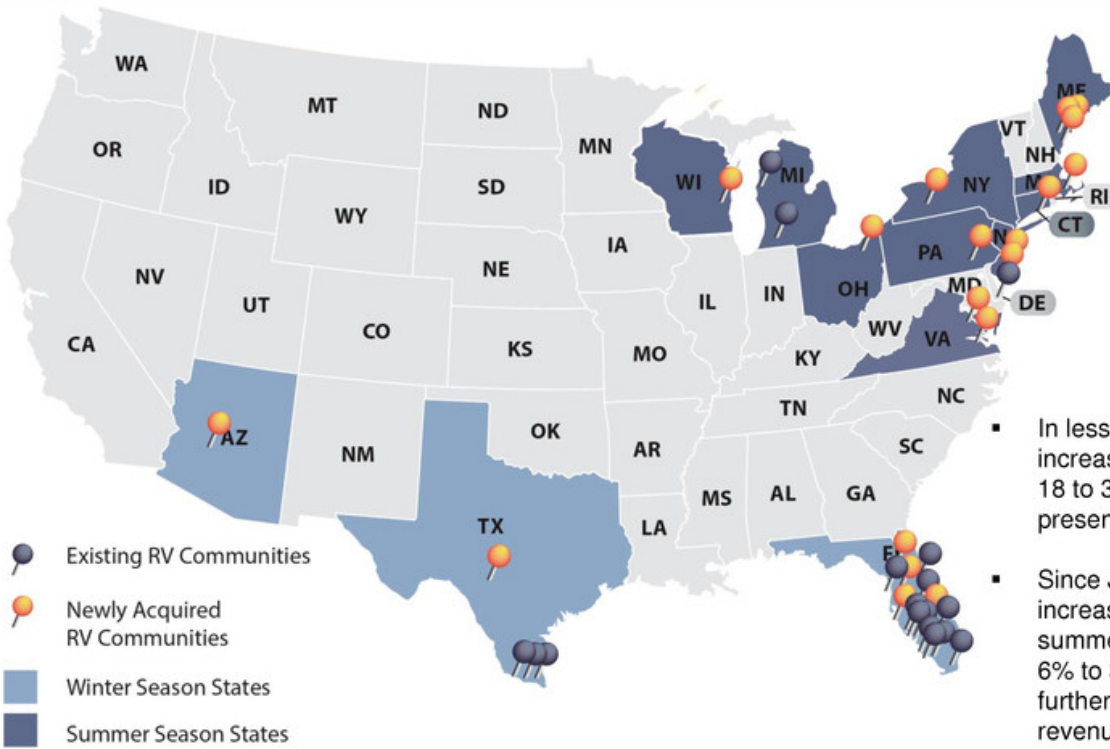 WA
MT
ND
MN
OR
ID
SD
WI
MI
WY
IA
NE
NV
UT
CO
IL
IN
OH
PA
NY
VT
NH
RI
CT
DE
WV
VA
KY
KS
MO
CA
NC
TN
OK
AR
NM
AZ
SC
MS
AL
GA
TX
LA
Existing RV Communities
Newly Acquired
RV Communities
Winter Season States
Summer Season States
▪ In less
increas
18 to 3
presen
▪ Since
increas
summe
6% to
further
revenu